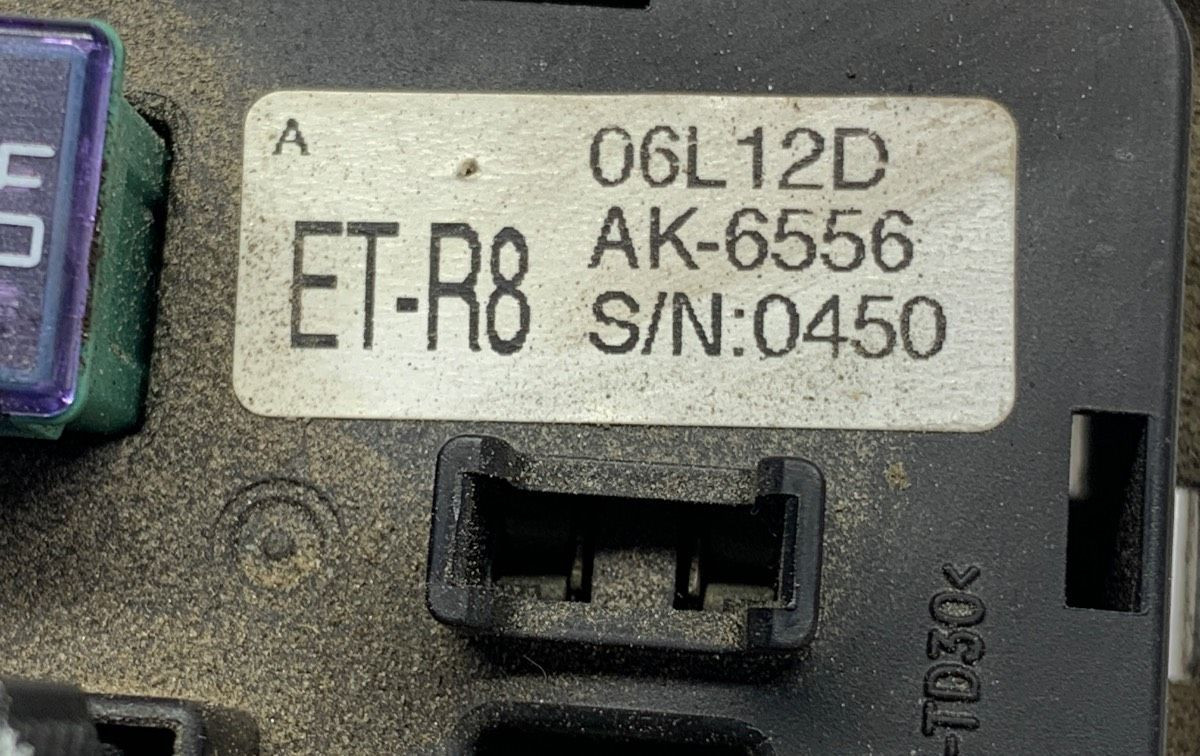 A
06L12D
AK-6556
ET-R8
S/N:0450
-TD30<